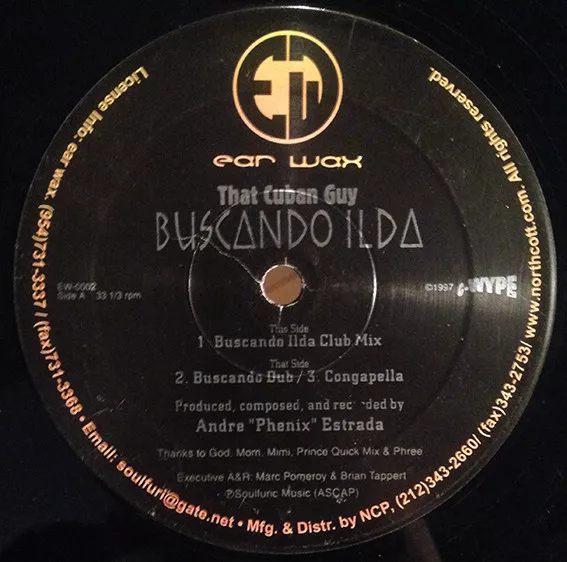 ear wax
That Cuban Guy
BUSCANDO ILDA
EW-0002
Side A 33 1/3 rpm
©1997 e-WYPE
This Side
1. Buscando Ilda Club Mix
That Side
2. Buscando Dub / 3. Congapella
Produced, composed, and recorded by
Andre "Phenix" Estrada
Thanks to God, Mom, Mimi, Prince Quick Mix & Phree
Executive A&R: Marc Pomeroy & Brian Tappert
℗Soulfuric Music (ASCAP)
License Info: ear wax (954)731-3337 / (fax)731-3368 • Email: soulfuri@gate.net • Mfg. & Distr. by NCP, (212)343-2660/ (fax)343-2753/ www.northcott.com. All rights reserved.